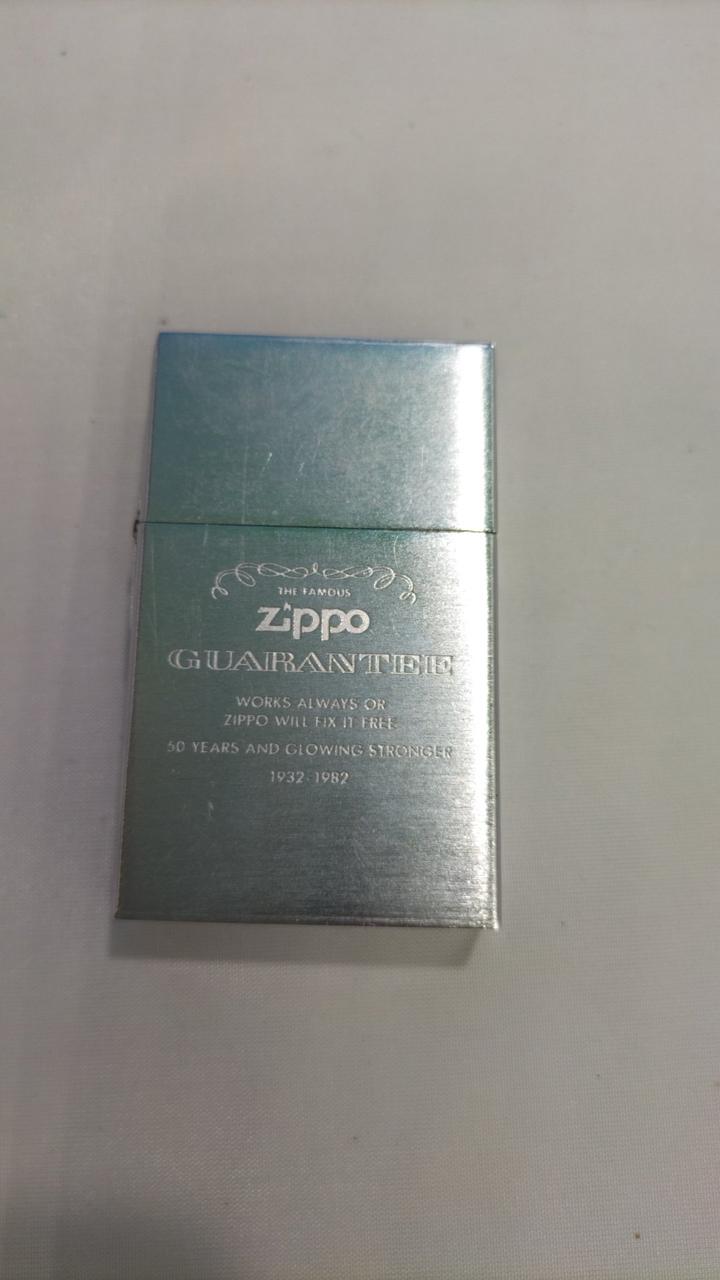 THE FAMOUS
Zippo
GUARANTEE
WORKS ALWAYS OR
ZIPPO WILL FIX IT FREE
50 YEARS AND GLOWING STRONGER
1932-1982